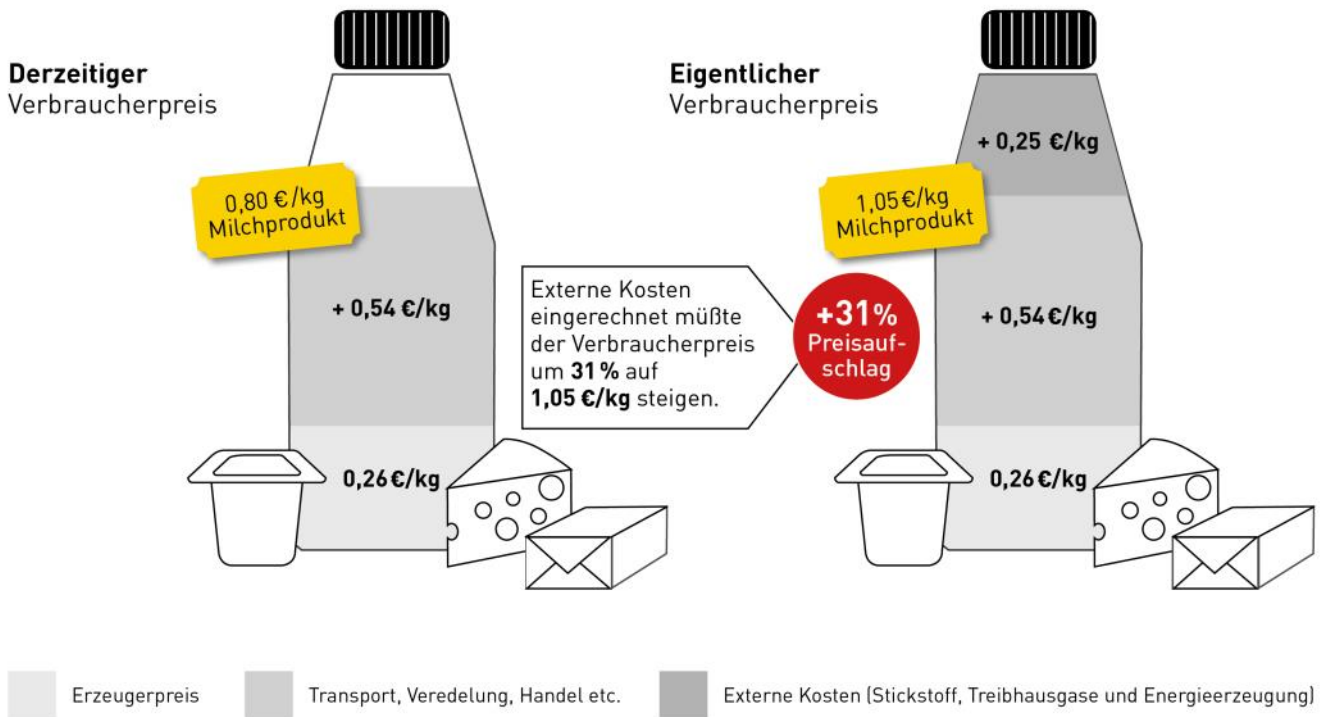 Derzeitiger
Verbraucherpreis
0,80 €/kg
Milchprodukt
+ 0,54 €/kg
0,26 €/kg
Externe Kosten
eingerechnet müßte
der Verbraucherpreis
um 31 % auf
1,05 €/kg steigen.
+31%
Preisauf-
schlag
Eigentlicher
Verbraucherpreis
+ 0,25 €/kg
1,05 €/kg
Milchprodukt
+ 0,54 €/kg
0,26 €/kg
Erzeugerpreis
Transport, Veredelung, Handel etc.
Externe Kosten (Stickstoff, Treibhausgase und Energieerzeugung)